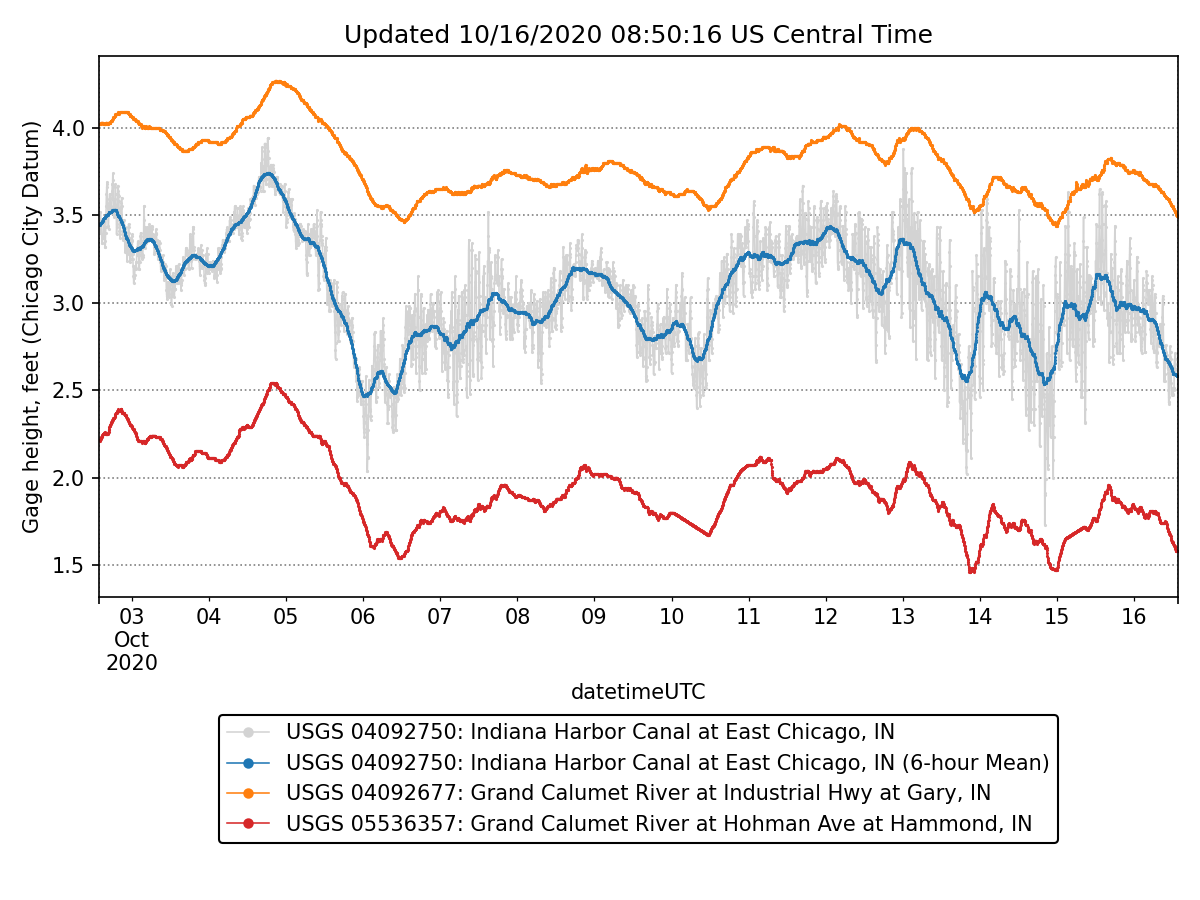 Updated 10/16/2020 08:50:16 US Central Time
Gage height, feet (Chicago City Datum)
4.0
3.5
3.0
2.5
2.0
1.5
03 04 05 06 07 08 09 10 11 12 13 14 15 16
Oct
2020
datetimeUTC
USGS 04092750: Indiana Harbor Canal at East Chicago, IN
USGS 04092750: Indiana Harbor Canal at East Chicago, IN (6-hour Mean)
USGS 04092677: Grand Calumet River at Industrial Hwy at Gary, IN
USGS 05536357: Grand Calumet River at Hohman Ave at Hammond, IN